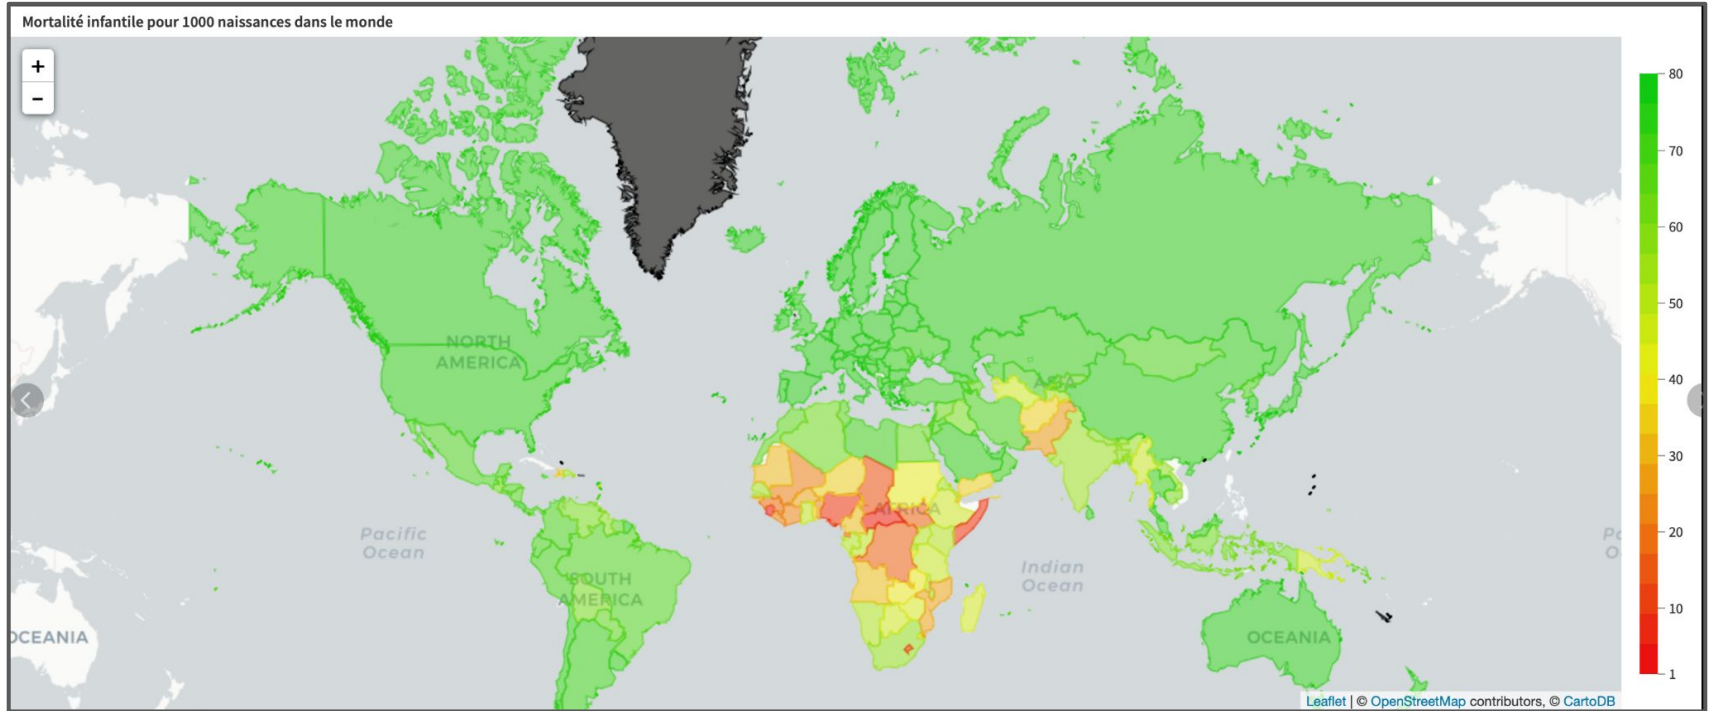 Mortalité infantile pour 1000 naissances dans le monde
+
−
80
70
60
50
40
30
20
10
1
NORTH
AMERICA
ASIA
AFRICA
Pacific
Ocean
Indian
Ocean
SOUTH
AMERICA
OCEANIA
OCEANIA
Leaflet | © OpenStreetMap contributors, © CartoDB